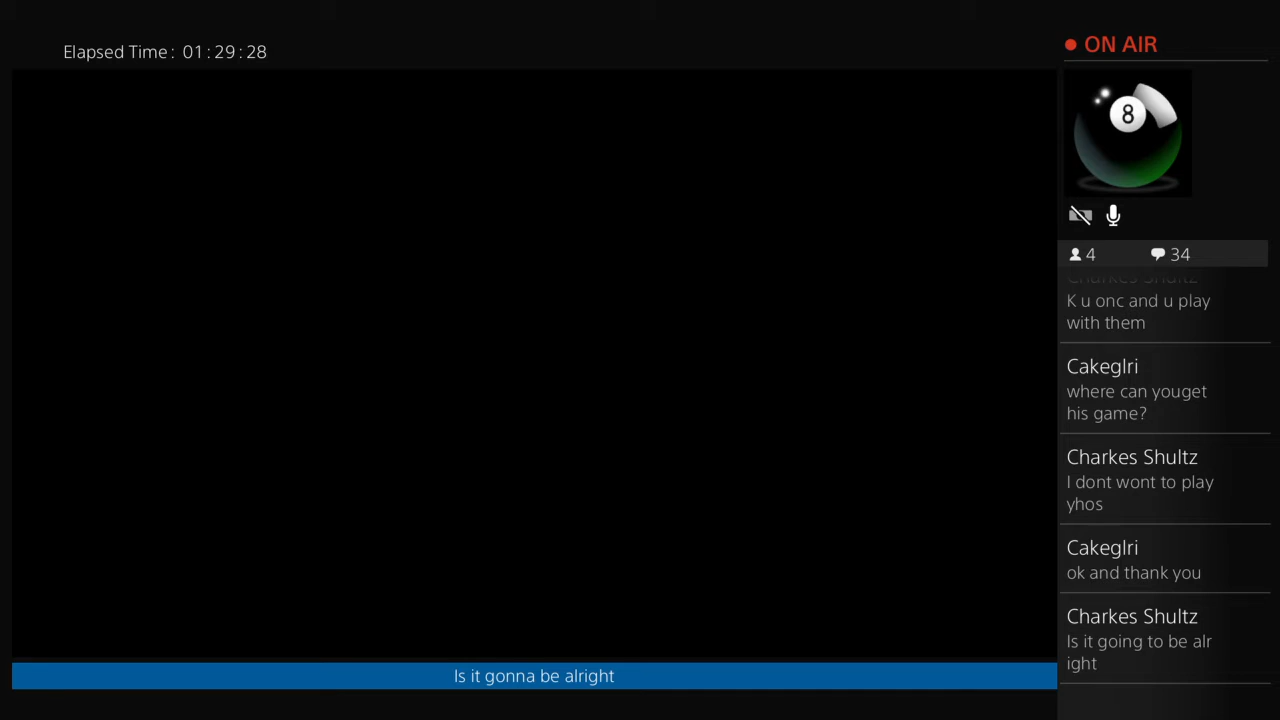 Elapsed Time: 01:29:28
ON AIR
8
4 34
Charkes Shultz
K u onc and u play
with them
Cakeglri
where can youget
his game?
Charkes Shultz
I dont wont to play
yhos
Cakeglri
ok and thank you
Charkes Shultz
Is it going to be alr
ight
Is it gonna be alright